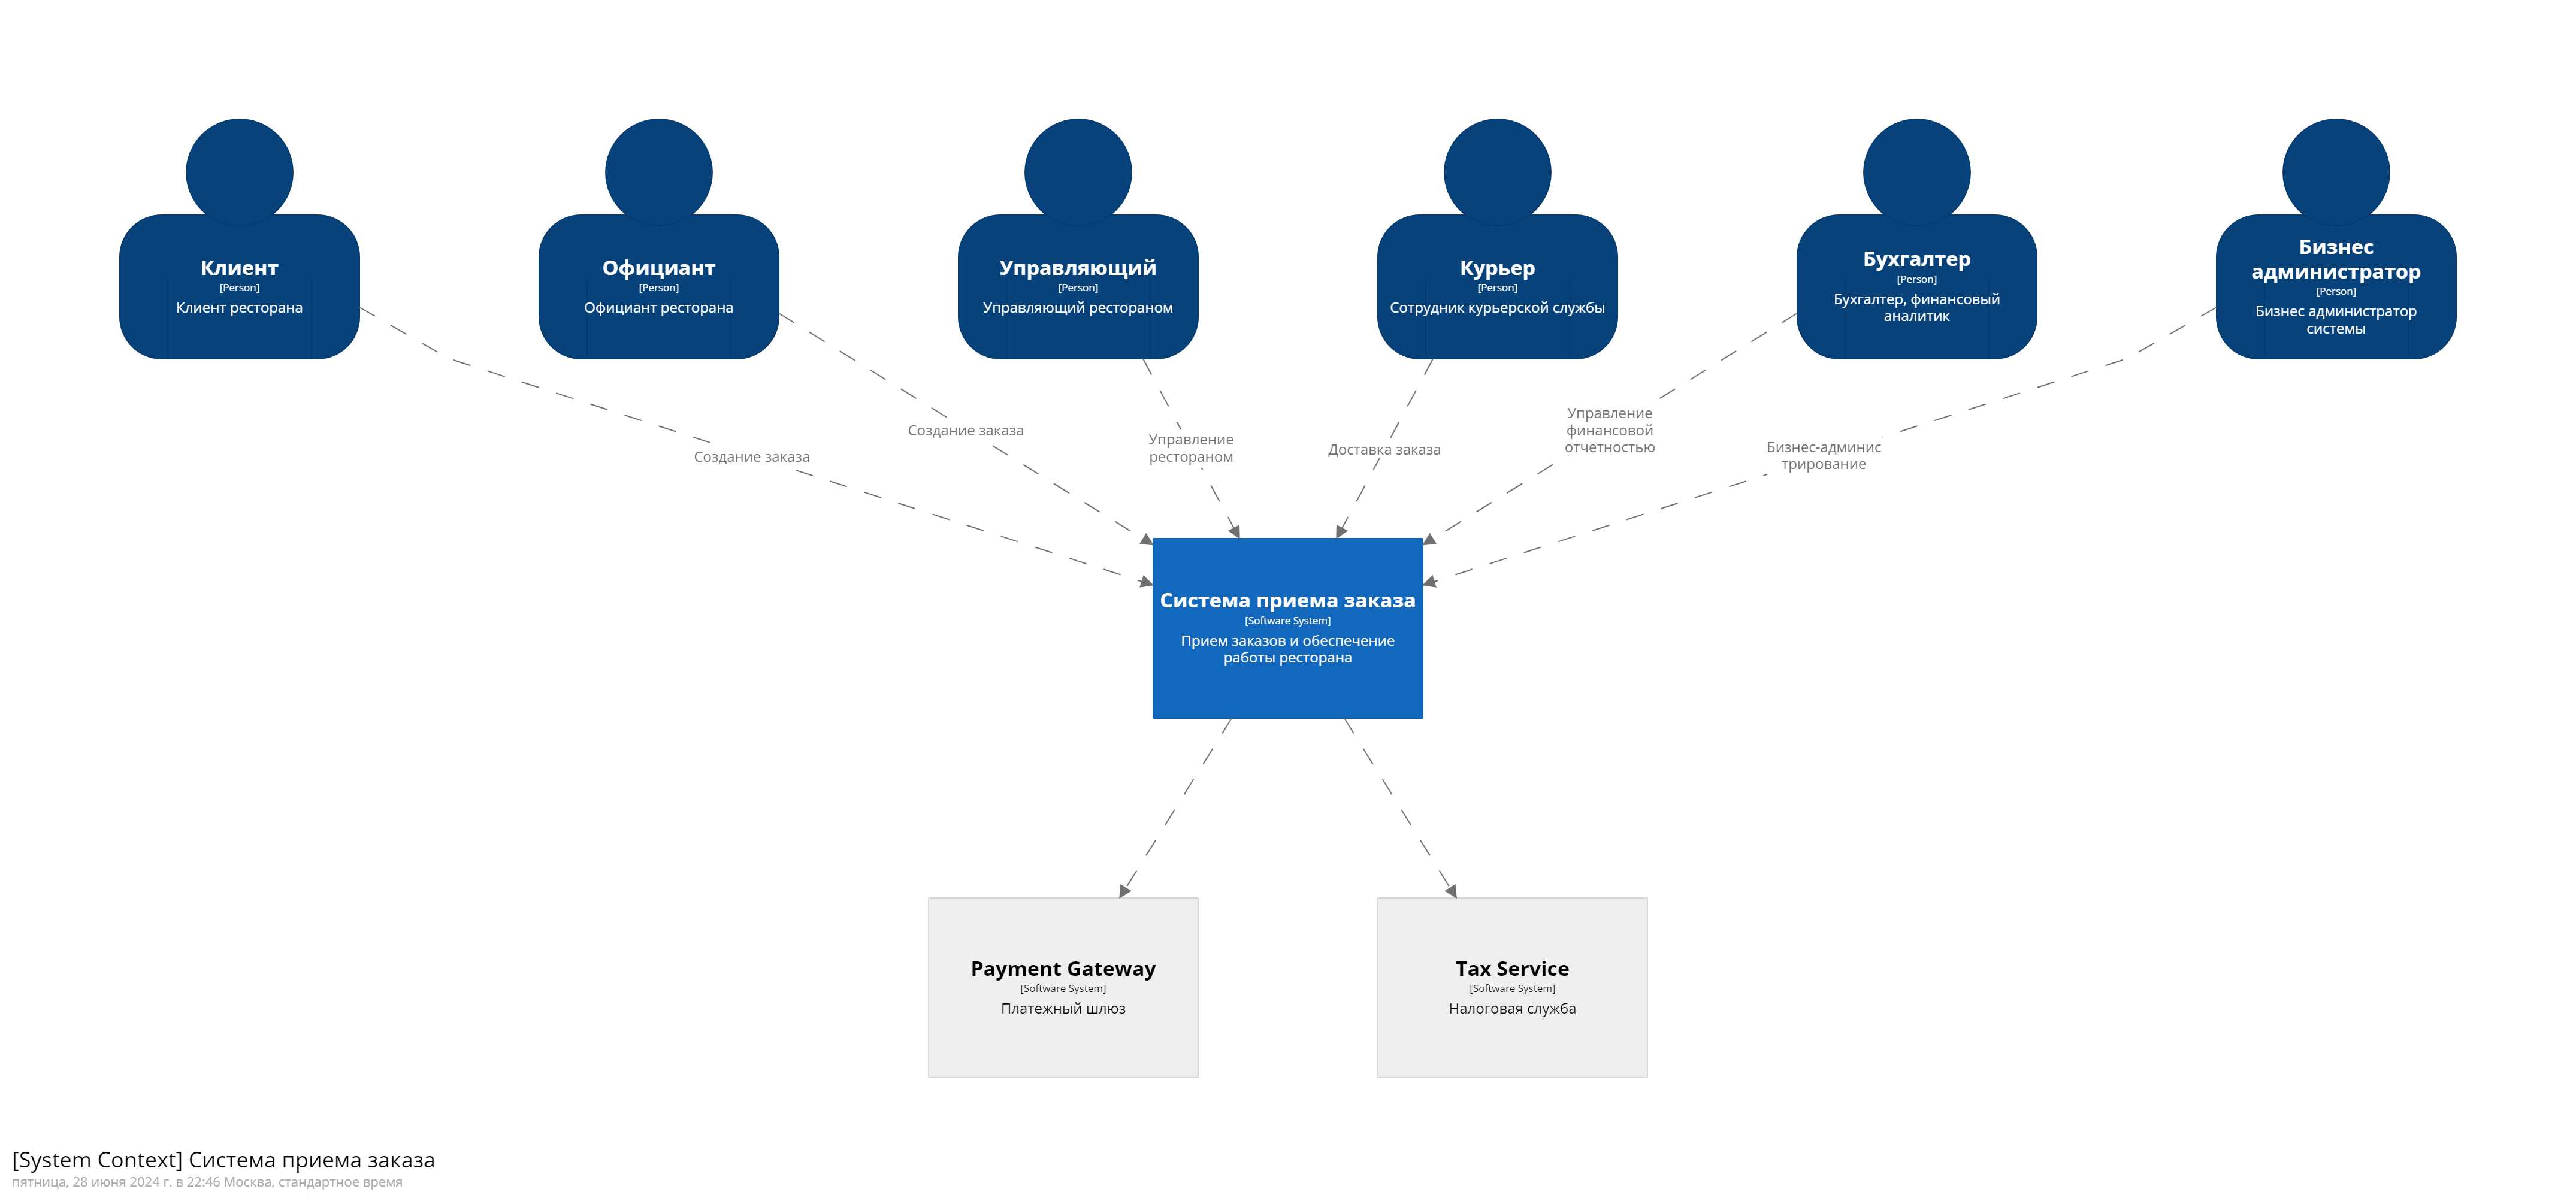 Клиент
[Person]
Клиент ресторана
Официант
[Person]
Официант ресторана
Управляющий
[Person]
Управляющий рестораном
Курьер
[Person]
Сотрудник курьерской службы
Бухгалтер
[Person]
Бухгалтер, финансовый
аналитик
Бизнес
администратор
[Person]
Бизнес администратор
системы
Создание заказа
Создание заказа
Управление
рестораном
Доставка заказа
Управление
финансовой
отчетностью
Бизнес-админис
трирование
Система приема заказа
[Software System]
Прием заказов и обеспечение
работы ресторана
Payment Gateway
[Software System]
Платежный шлюз
Tax Service
[Software System]
Налоговая служба
[System Context] Система приема заказа
пятница, 28 июня 2024 г. в 22:46 Москва, стандартное время